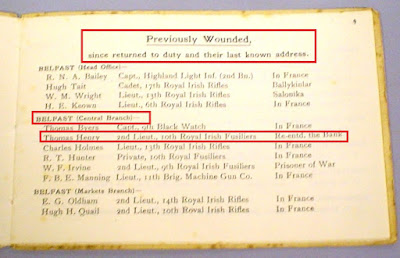 Previously Wounded,
since returned to duty and their last known address.
BELFAST (Head Office)—
R. N. A. Bailey Capt., Highland Light Inf. (2nd Bn.) In France
Hugh Tait Cadet, 17th Royal Irish Rifles Ballykinlar
W. M. Wright Lieut., 13th Royal Irish Rifles Salonika
H. E. Keown Lieut., 6th Royal Irish Rifles In France
BELFAST (Central Branch)—
Thomas Byers Capt., 9th Black Watch In France
Thomas Henry 2nd Lieut., 10th Royal Irish Fusiliers Re-entd. the Bank
Charles Holmes Lieut., 13th Royal Irish Rifles In France
R. T. Hunter Private, 10th Royal Fusiliers In France
W. F. Irvine 2nd Lieut., 9th Royal Irish Fusiliers Prisoner of War
F. B. E. Manning Lieut., 11th Brig. Machine Gun Co. In France
BELFAST (Markets Branch)—
E. G. Oldham 2nd Lieut., 14th Royal Irish Rifles In France
Hugh H. Quail 2nd Lieut., 20th Royal Irish Rifles In France